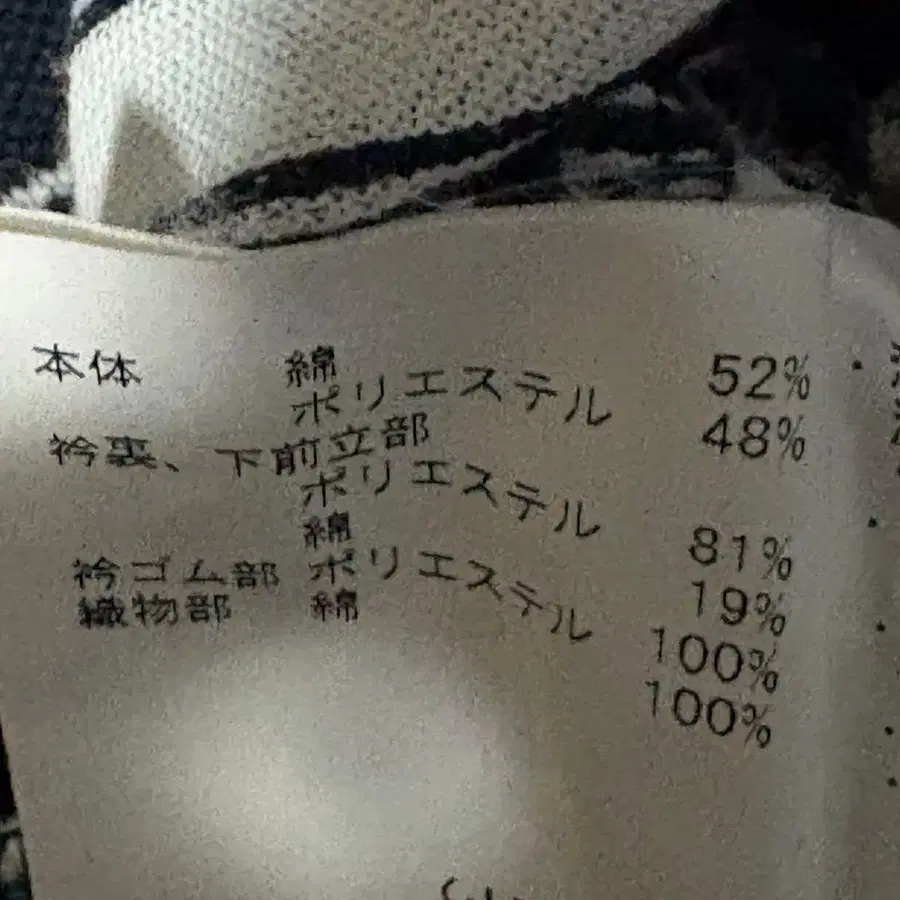 本体 綿 52%
ポリエステル 48%
衿裏、下前立部
ポリエステル 81%
綿 19%
衿ゴム部 ポリエステル 100%
織物部 綿 100%